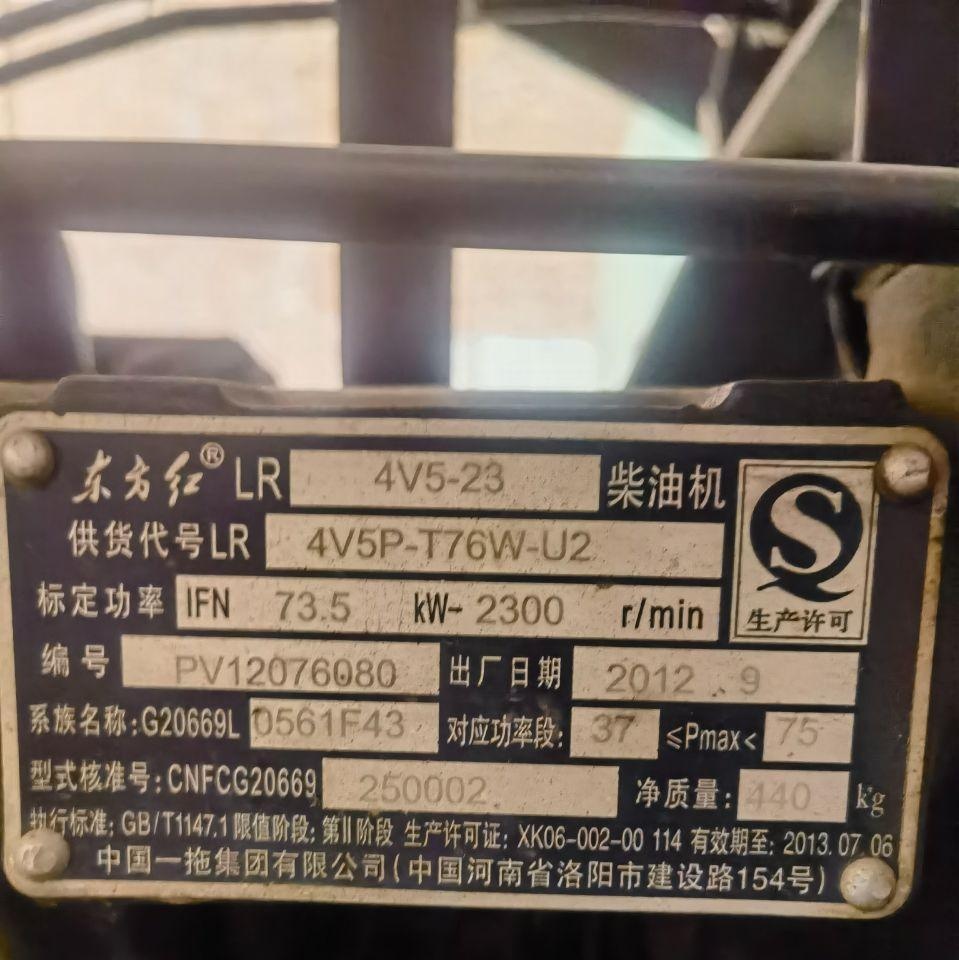 东方红® LR 4V5-23 柴油机
供货代号LR 4V5P-T76W-U2
标定功率 IFN 73.5 kW- 2300 r/min
生产许可
编号 PV12076080 出厂日期 2012.9
系族名称:G20669L 0561F43 对应功率段: 37 ≤Pmax< 75
型式核准号:CNFCG20669 250002 净质量: 440 kg
执行标准: GB/T1147.1 限值阶段: 第II阶段 生产许可证: XK06-002-00 114 有效期至: 2013.07.06
中国一拖集团有限公司(中国河南省洛阳市建设路154号)